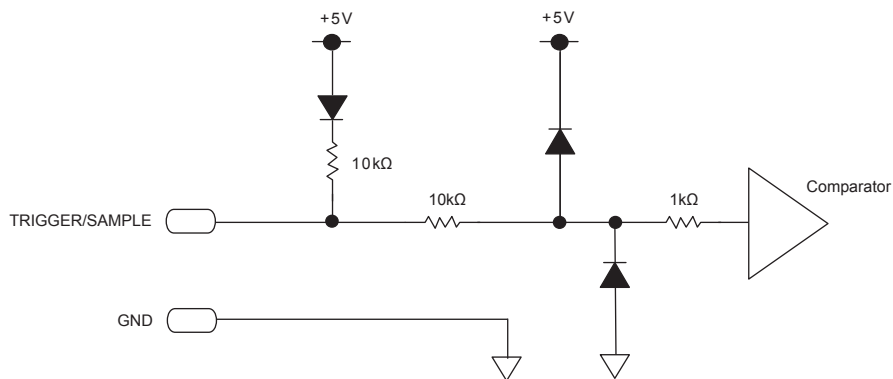 +5V
+5V
10kΩ
TRIGGER/SAMPLE
10kΩ
1kΩ
Comparator
GND